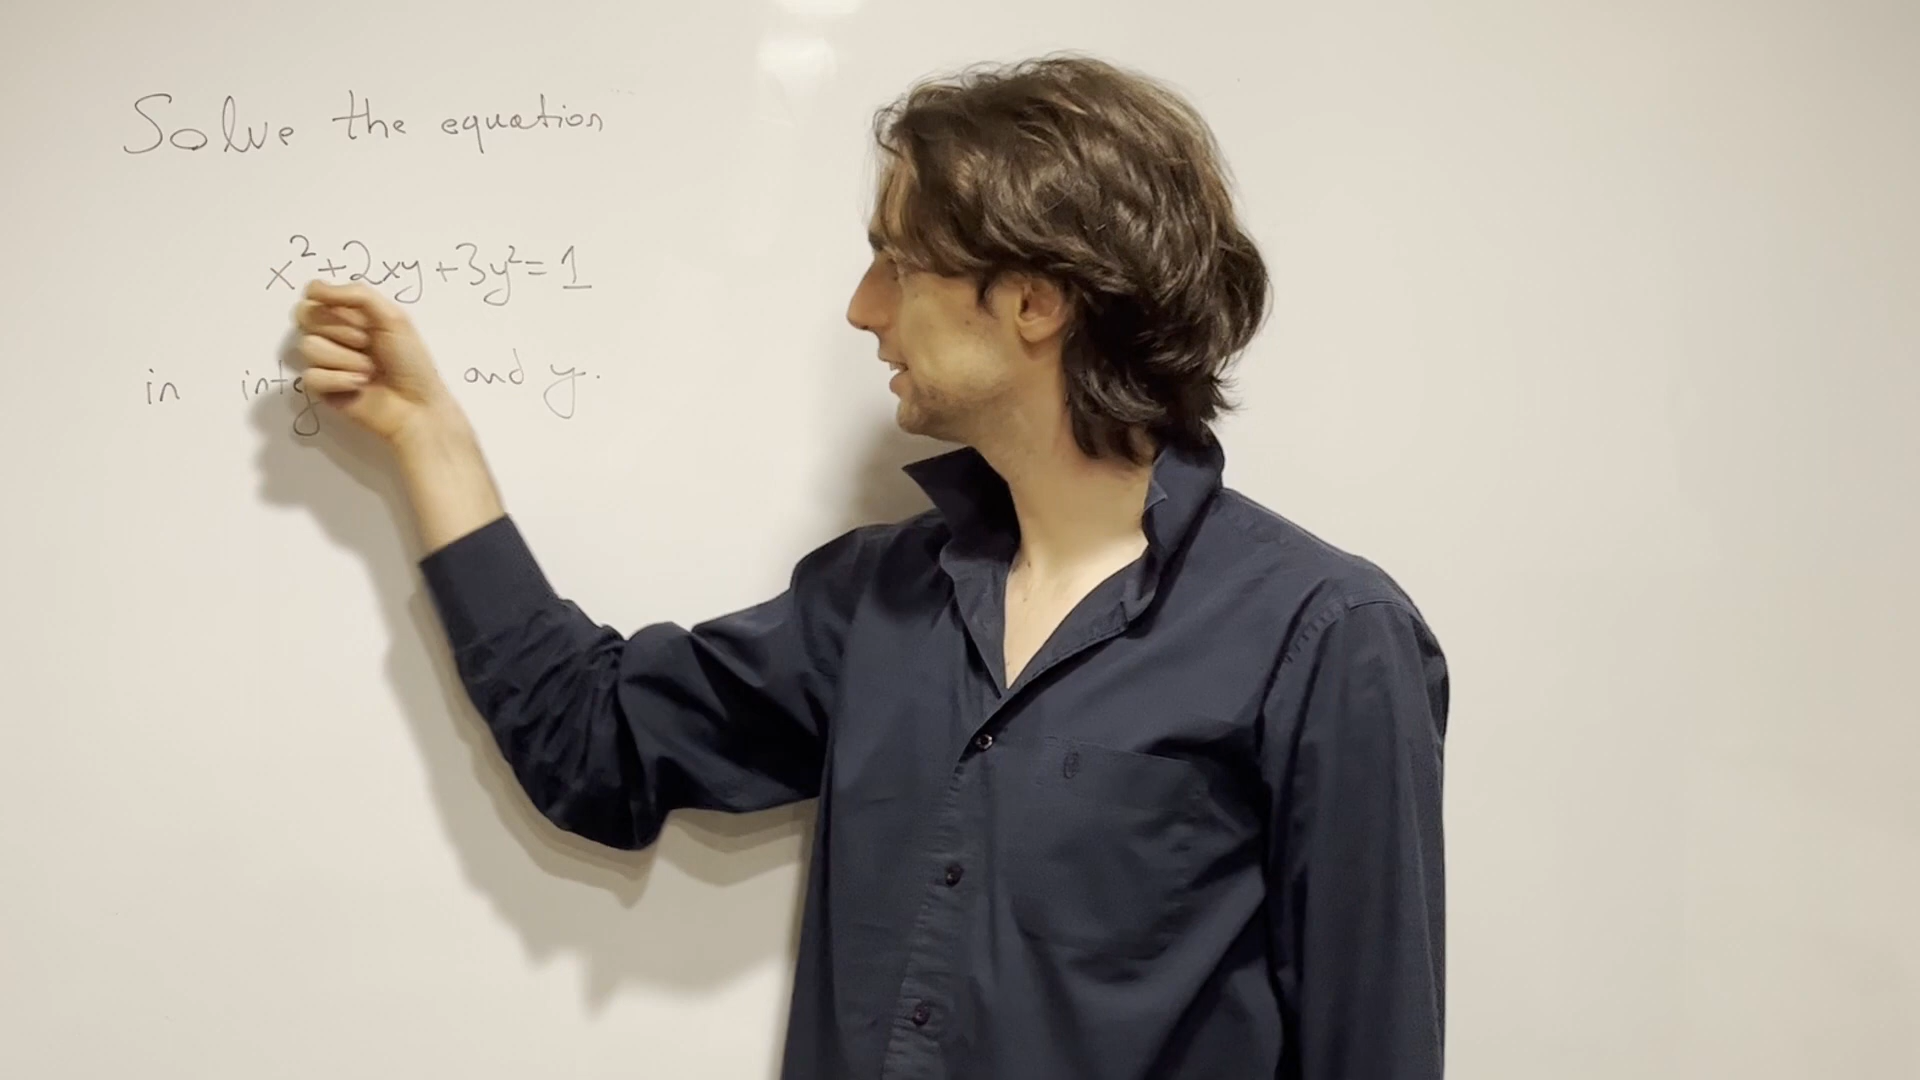 Solve the equation
x²+2xy+3y²=1
in and y.